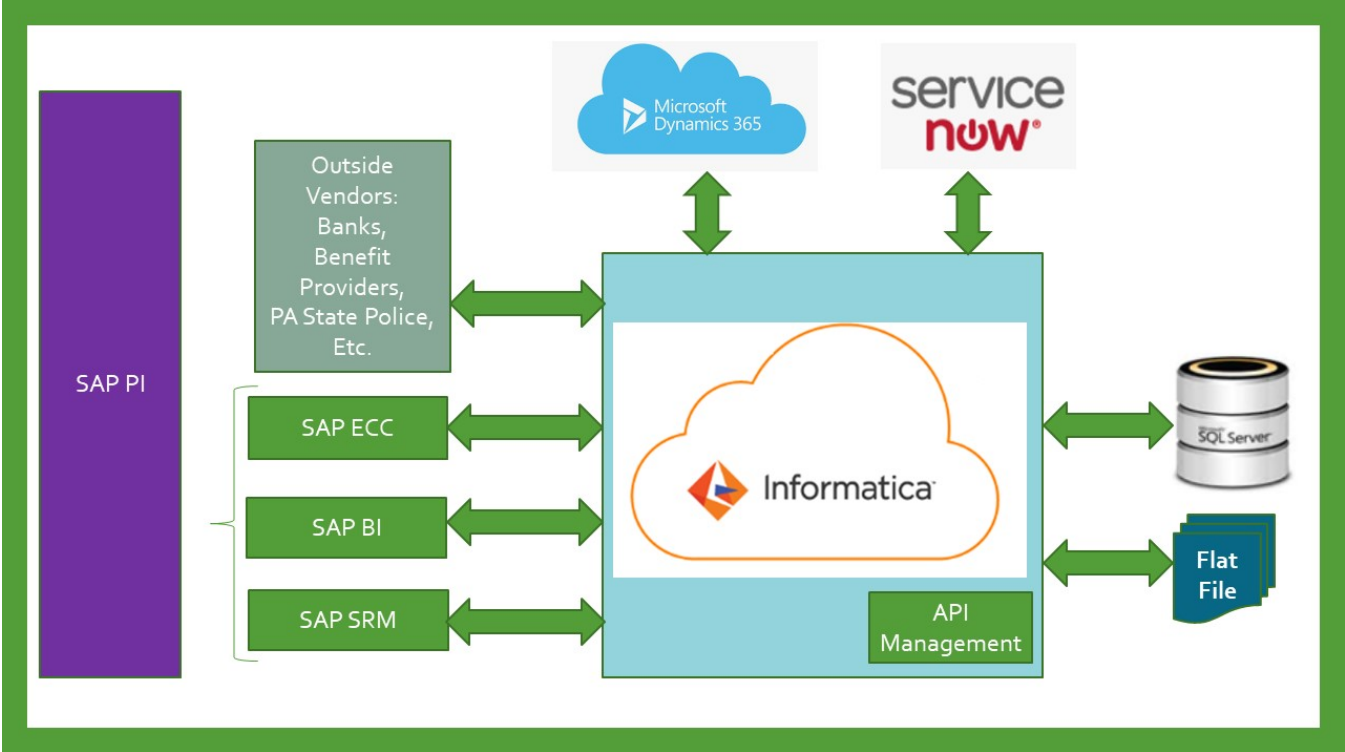 Microsoft
Dynamics 365
service
now®
Outside
Vendors:
Banks,
Benefit
Providers,
PA State Police,
Etc.
SAP PI
SAP ECC
SAP BI
SAP SRM
Informatica
API
Management
Microsoft
SQL Server
Flat
File